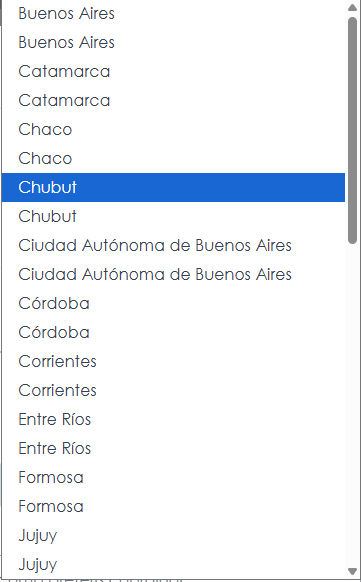 Buenos Aires
Buenos Aires
Catamarca
Catamarca
Chaco
Chaco
Chubut
Chubut
Ciudad Autónoma de Buenos Aires
Ciudad Autónoma de Buenos Aires
Córdoba
Córdoba
Corrientes
Corrientes
Entre Ríos
Entre Ríos
Formosa
Formosa
Jujuy
Jujuy